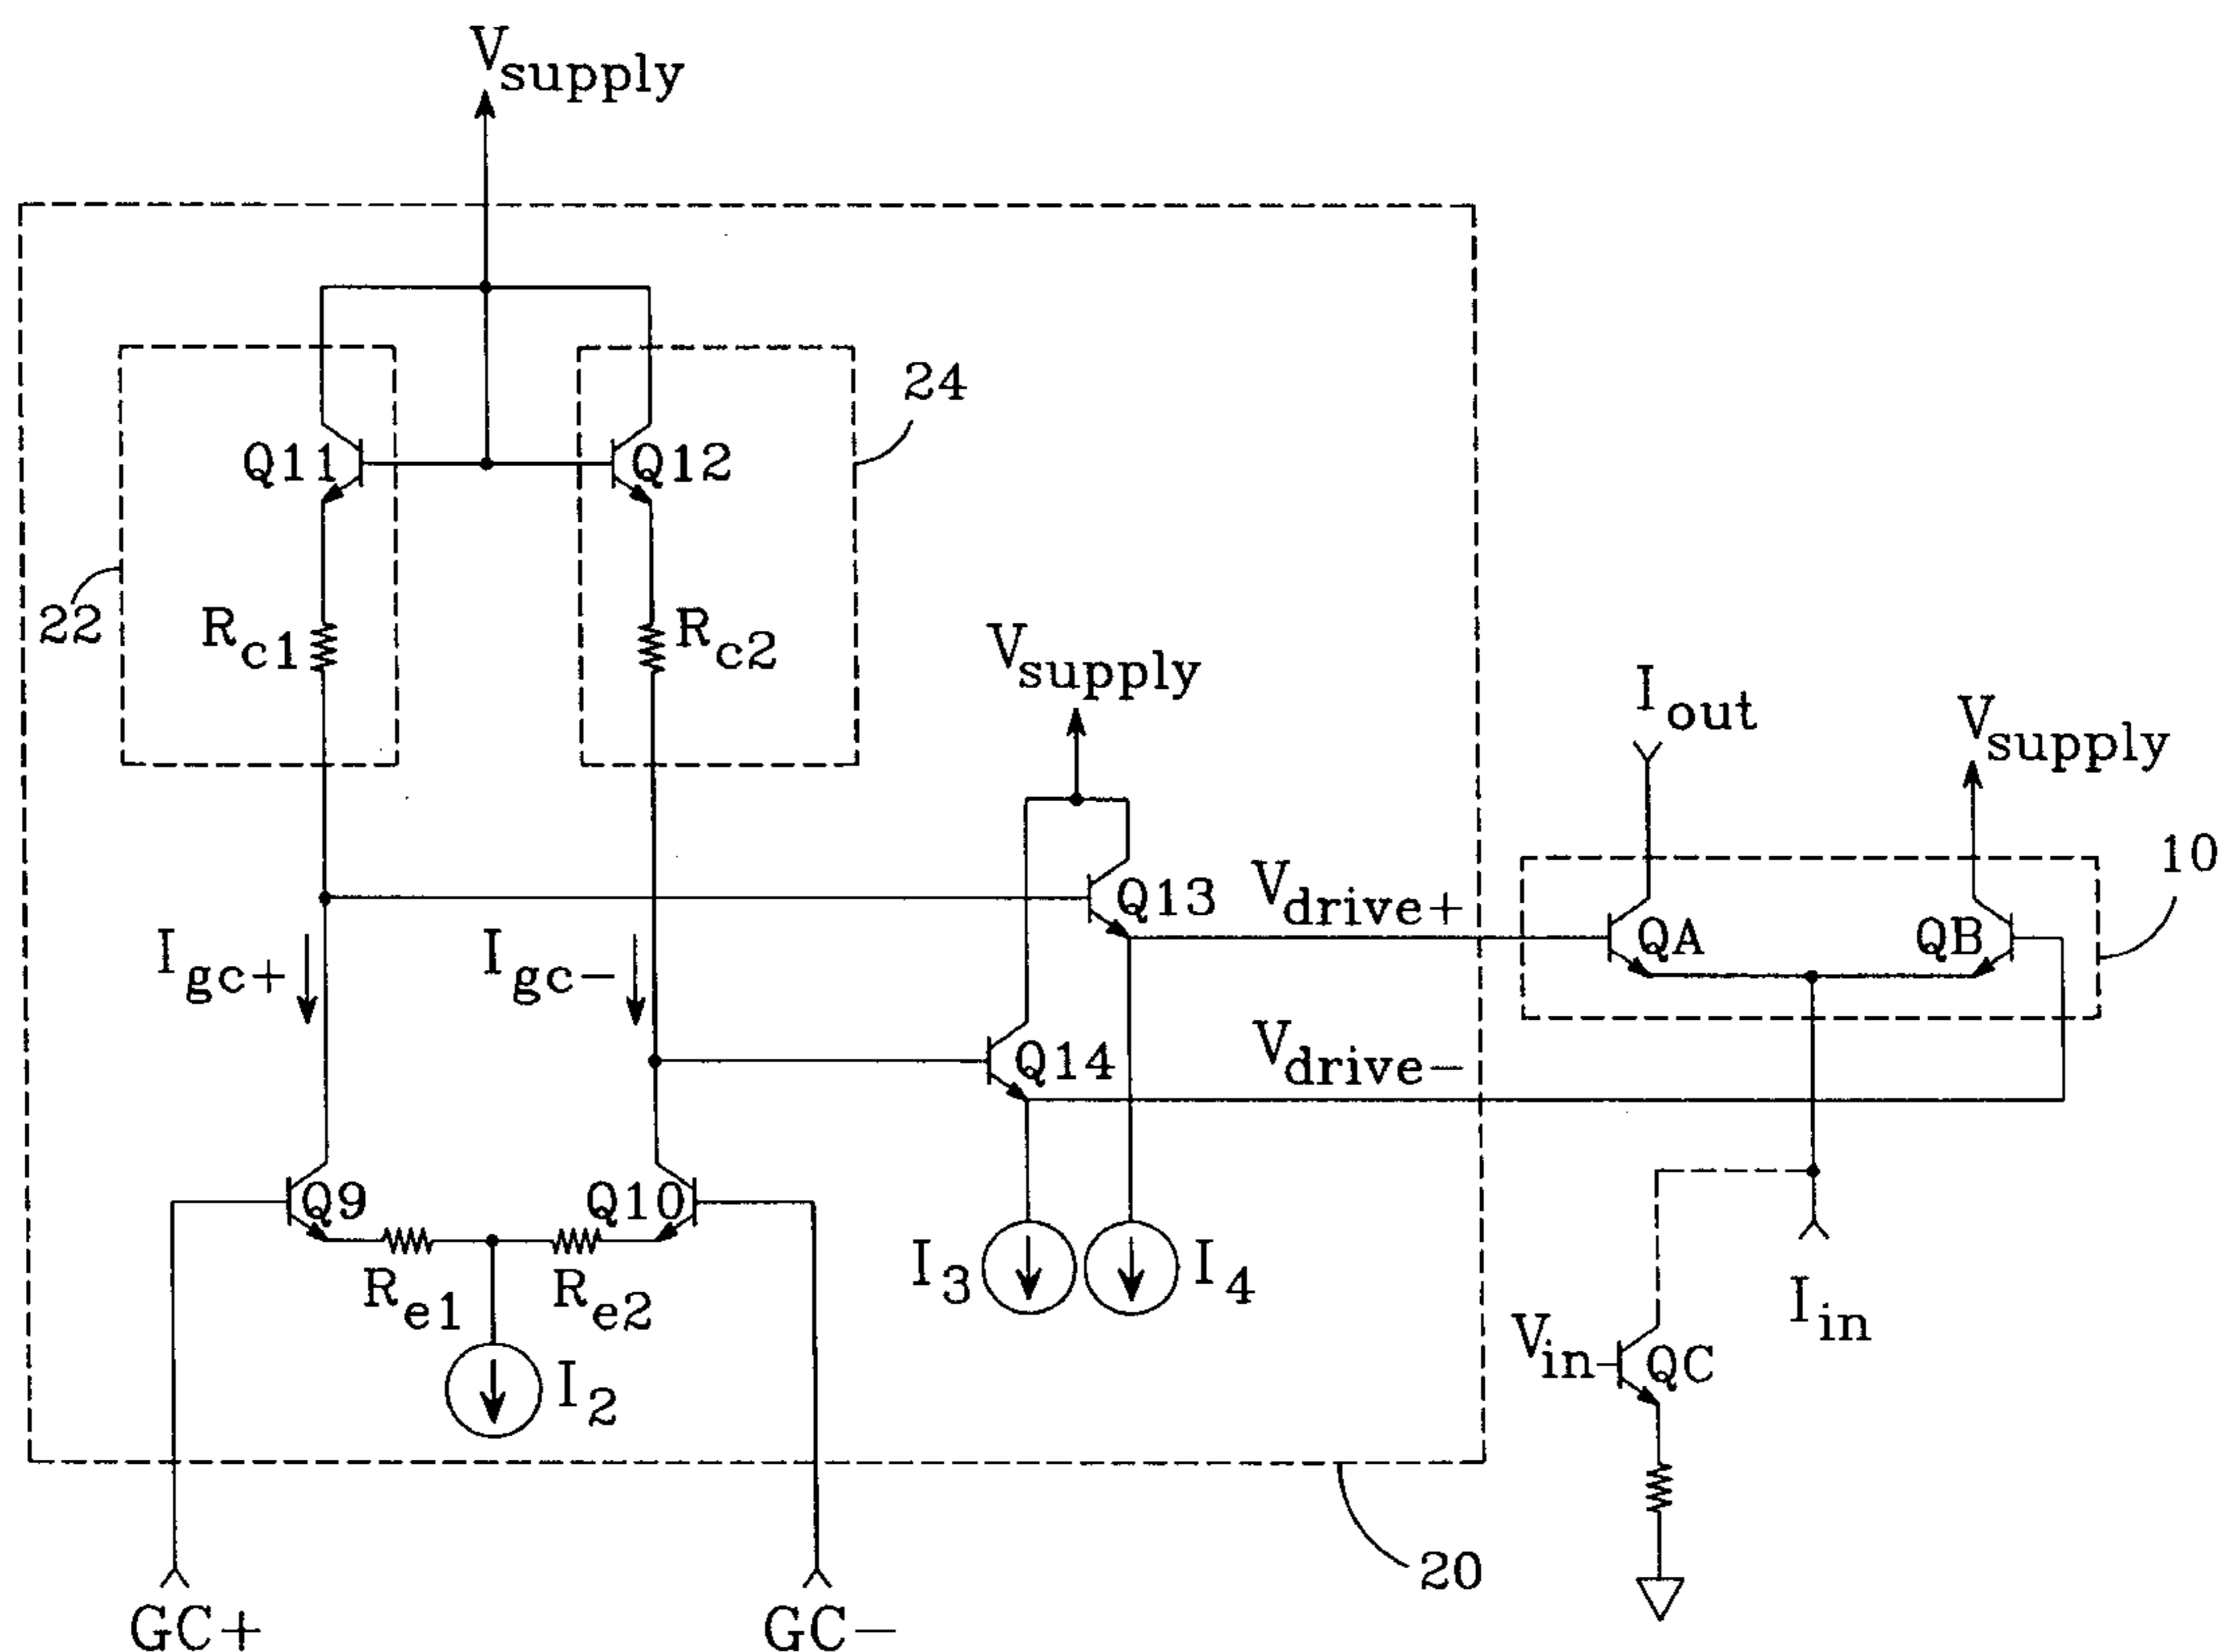 Vsupply
24
Q11
Q12
22
Rc1
Rc2
Vsupply
Iout
Vsupply
10
Q13
Vdrive+
QA
QB
Igc+
Igc−
Q14
Vdrive−
Q9
Q10
Re1
Re2
I3
I4
Iin
Vin
QC
I2
20
GC+
GC−